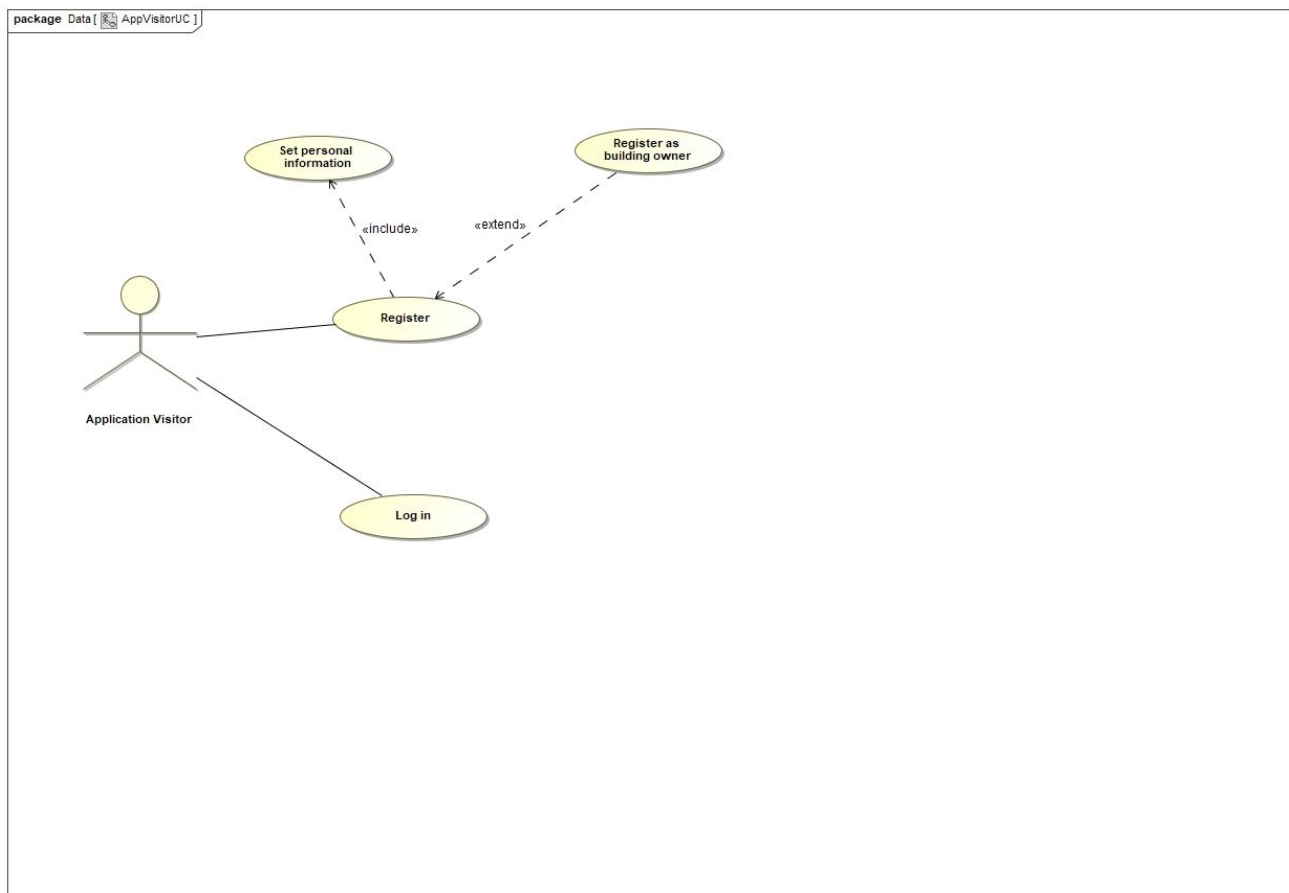 package Data [ AppVisitorUC ]
Set personal
information
Register as
building owner
«include»
«extend»
Register
Application Visitor
Log in